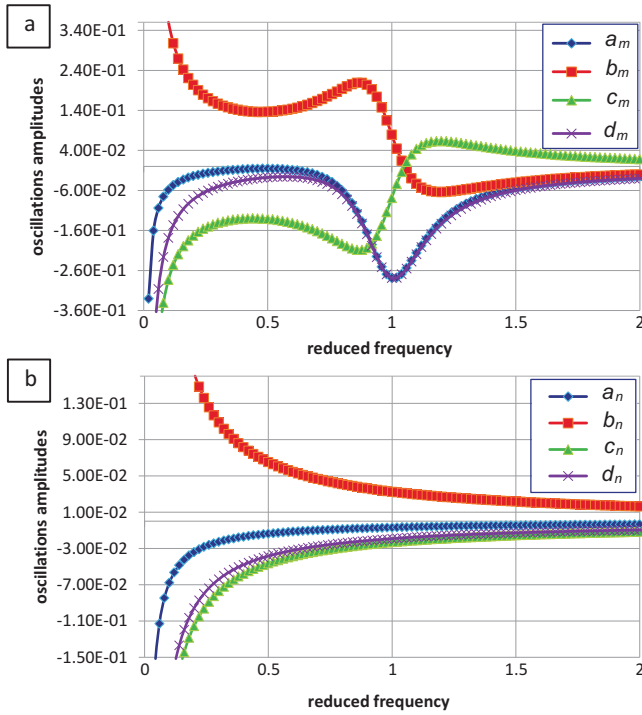 a
3.40E-01
2.40E-01
1.40E-01
4.00E-02
-6.00E-02
-1.60E-01
-2.60E-01
-3.60E-01
oscillations amplitudes
0
0.5
1
1.5
2
reduced frequency
am
bm
cm
dm
b
1.30E-01
9.00E-02
5.00E-02
1.00E-02
-3.00E-02
-7.00E-02
-1.10E-01
-1.50E-01
oscillations amplitudes
0
0.5
1
1.5
2
reduced frequency
an
bn
cn
dn